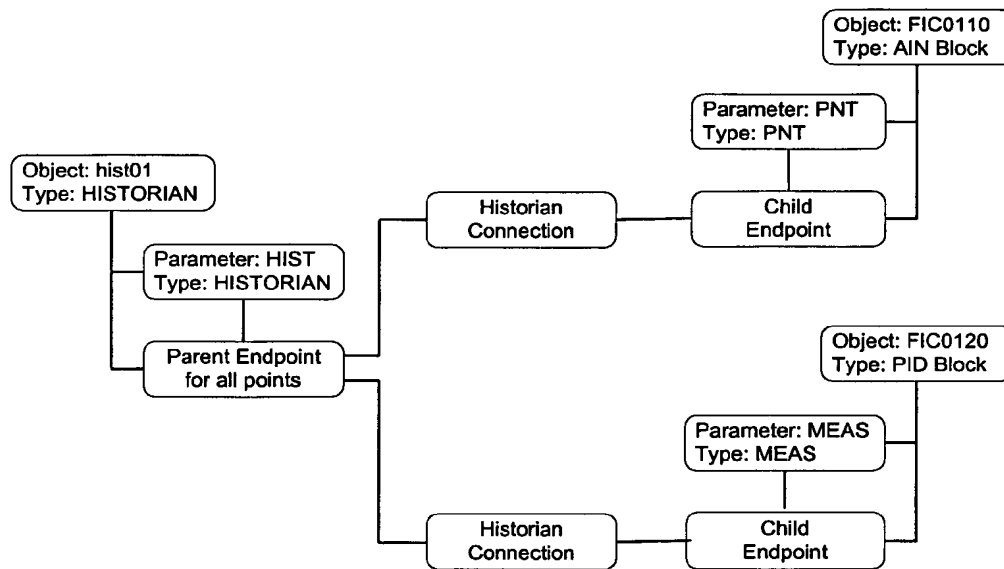 Object: FIC0110
Type: AIN Block
Parameter: PNT
Type: PNT
Object: hist01
Type: HISTORIAN
Historian
Connection
Child
Endpoint
Parameter: HIST
Type: HISTORIAN
Parent Endpoint
for all points
Object: FIC0120
Type: PID Block
Parameter: MEAS
Type: MEAS
Historian
Connection
Child
Endpoint